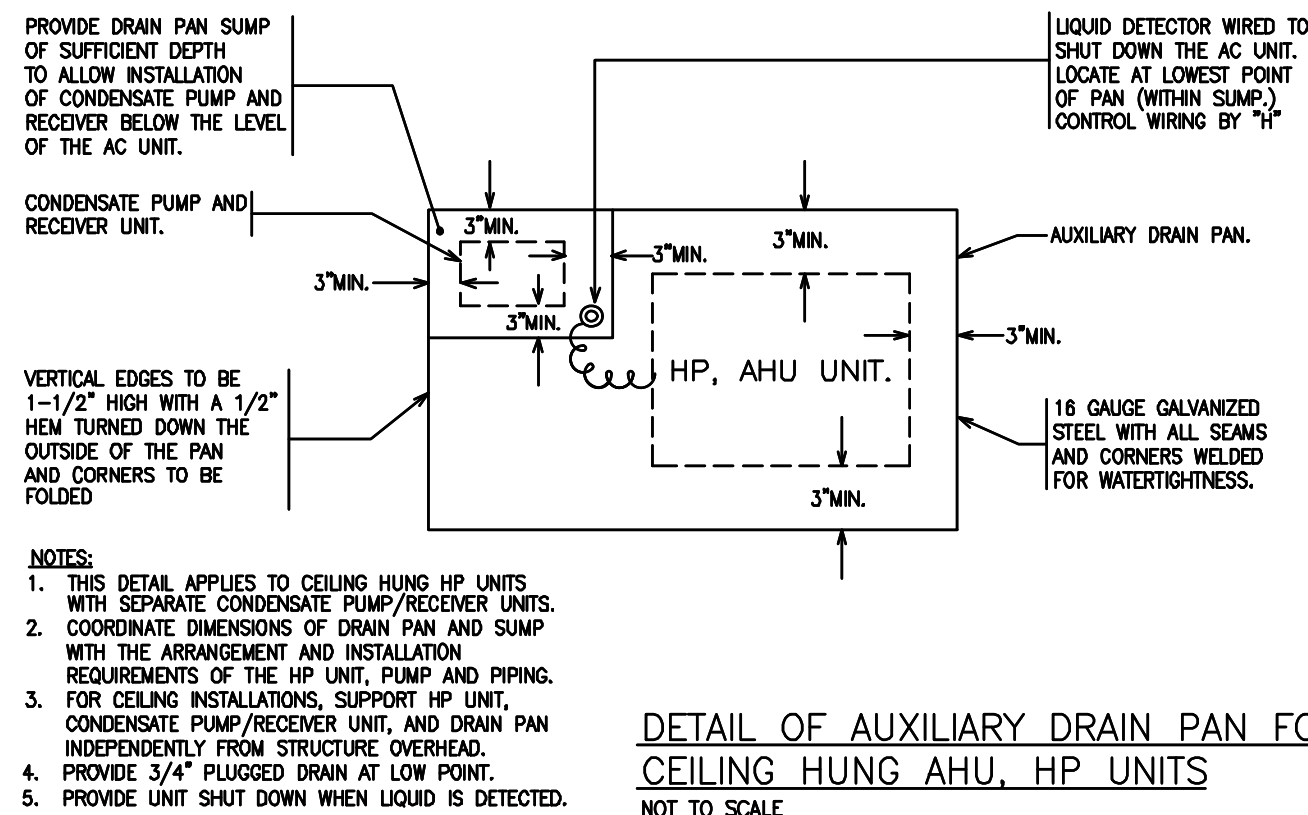 PROVIDE DRAIN PAN SUMP
OF SUFFICIENT DEPTH
TO ALLOW INSTALLATION
OF CONDENSATE PUMP AND
RECEIVER BELOW THE LEVEL
OF THE AC UNIT.
LIQUID DETECTOR WIRED TO
SHUT DOWN THE AC UNIT.
LOCATE AT LOWEST POINT
OF PAN (WITHIN SUMP.)
CONTROL WIRING BY "H"
CONDENSATE PUMP AND
RECEIVER UNIT.
3"MIN.
3"MIN.
3"MIN.
3"MIN.
3"MIN.
AUXILIARY DRAIN PAN.
3"MIN.
HP, AHU UNIT.
3"MIN.
VERTICAL EDGES TO BE
1-1/2" HIGH WITH A 1/2"
HEM TURNED DOWN THE
OUTSIDE OF THE PAN
AND CORNERS TO BE
FOLDED
16 GAUGE GALVANIZED
STEEL WITH ALL SEAMS
AND CORNERS WELDED
FOR WATERTIGHTNESS.
NOTES:
1. THIS DETAIL APPLIES TO CEILING HUNG HP UNITS
WITH SEPARATE CONDENSATE PUMP/RECEIVER UNITS.
2. COORDINATE DIMENSIONS OF DRAIN PAN AND SUMP
WITH THE ARRANGEMENT AND INSTALLATION
REQUIREMENTS OF THE HP UNIT, PUMP AND PIPING.
3. FOR CEILING INSTALLATIONS, SUPPORT HP UNIT,
CONDENSATE PUMP/RECEIVER UNIT, AND DRAIN PAN
INDEPENDENTLY FROM STRUCTURE OVERHEAD.
4. PROVIDE 3/4" PLUGGED DRAIN AT LOW POINT.
5. PROVIDE UNIT SHUT DOWN WHEN LIQUID IS DETECTED.
DETAIL OF AUXILIARY DRAIN PAN FO
CEILING HUNG AHU, HP UNITS
NOT TO SCALE